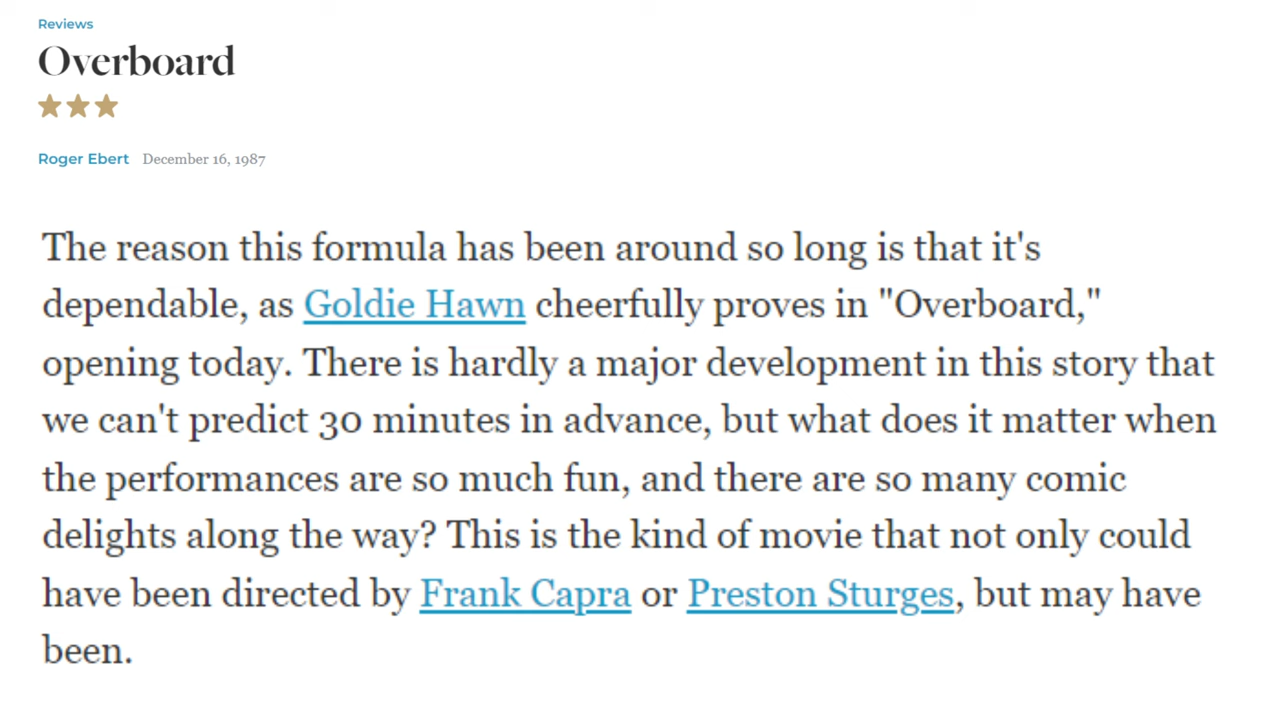 Reviews
Overboard
Roger Ebert December 16, 1987
The reason this formula has been around so long is that it's
dependable, as Goldie Hawn cheerfully proves in "Overboard,"
opening today. There is hardly a major development in this story that
we can't predict 30 minutes in advance, but what does it matter when
the performances are so much fun, and there are so many comic
delights along the way? This is the kind of movie that not only could
have been directed by Frank Capra or Preston Sturges, but may have
been.